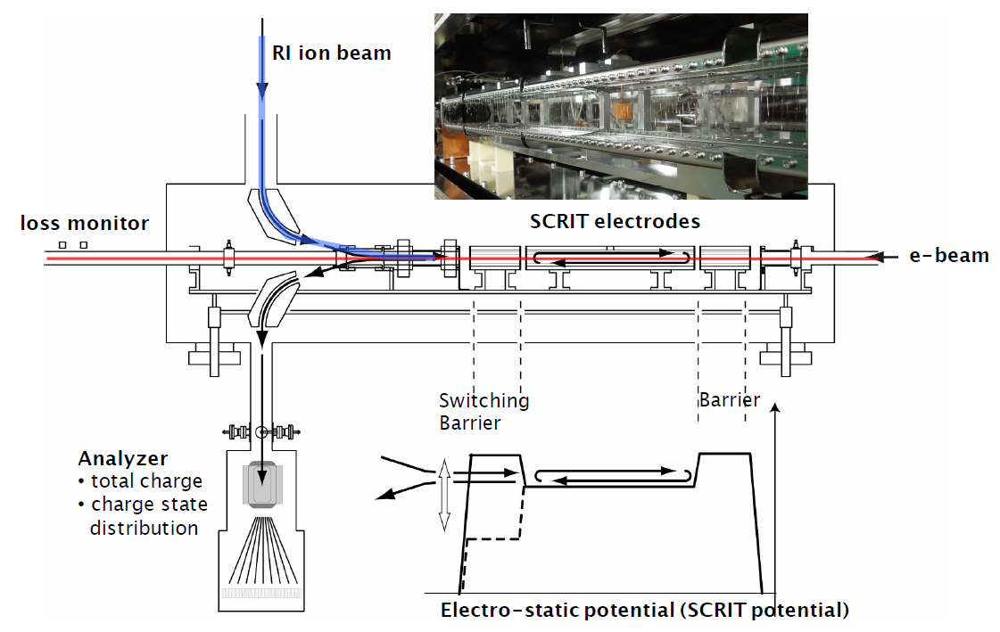 RI ion beam
loss monitor
SCRIT electrodes
e-beam
Switching
Barrier
Barrier
Analyzer
• total charge
• charge state
distribution
Electro-static potential (SCRIT potential)